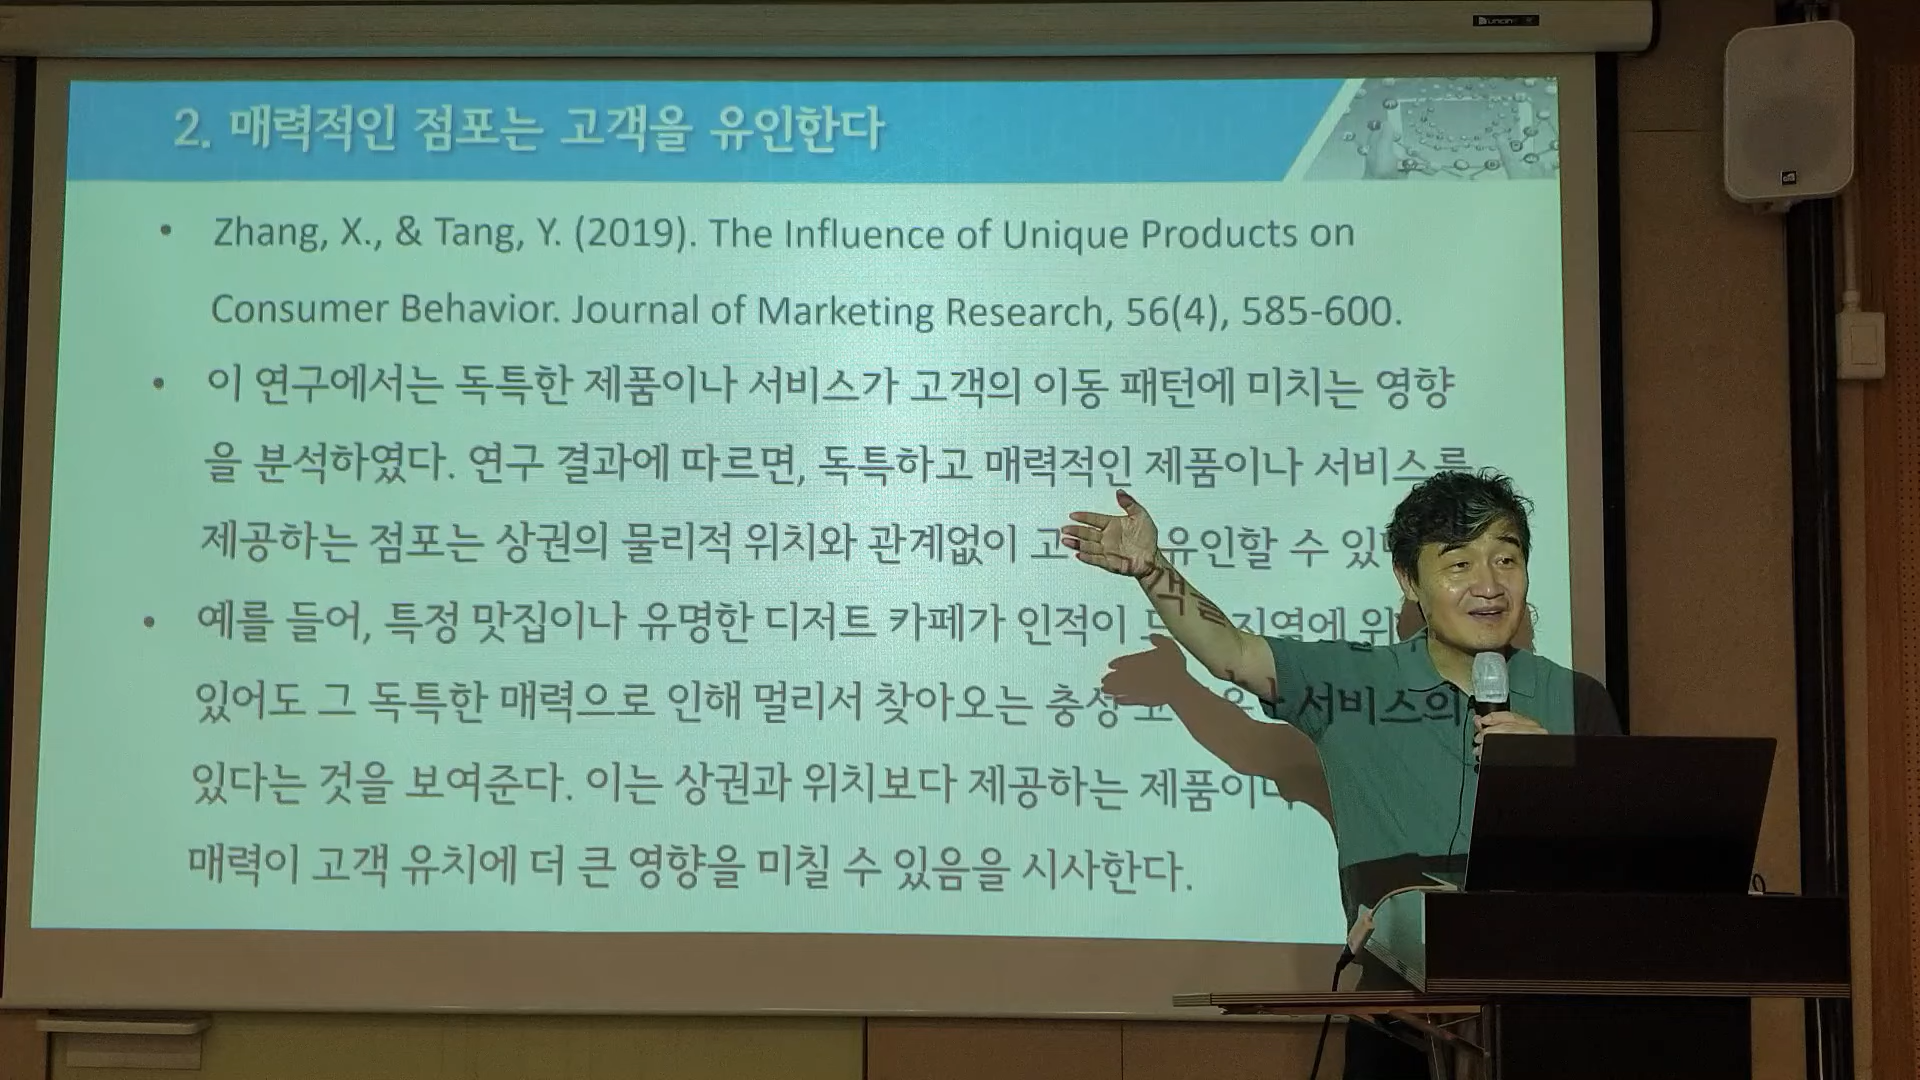 2. 매력적인 점포는 고객을 유인한다
• Zhang, X., & Tang, Y. (2019). The Influence of Unique Products on
Consumer Behavior. Journal of Marketing Research, 56(4), 585-600.
• 이 연구에서는 독특한 제품이나 서비스가 고객의 이동 패턴에 미치는 영향
을 분석하였다. 연구 결과에 따르면, 독특하고 매력적인 제품이나 서비스를
제공하는 점포는 상권의 물리적 위치와 관계없이 고객을 유인할 수 있
• 예를 들어, 특정 맛집이나 유명한 디저트 카페가 인적이 지역에
있어도 그 독특한 매력으로 인해 멀리서 찾아오는 충성
있다는 것을 보여준다. 이는 상권과 위치보다 제공하는 제품이나 서비스의
매력이 고객 유치에 더 큰 영향을 미칠 수 있음을 시사한다.